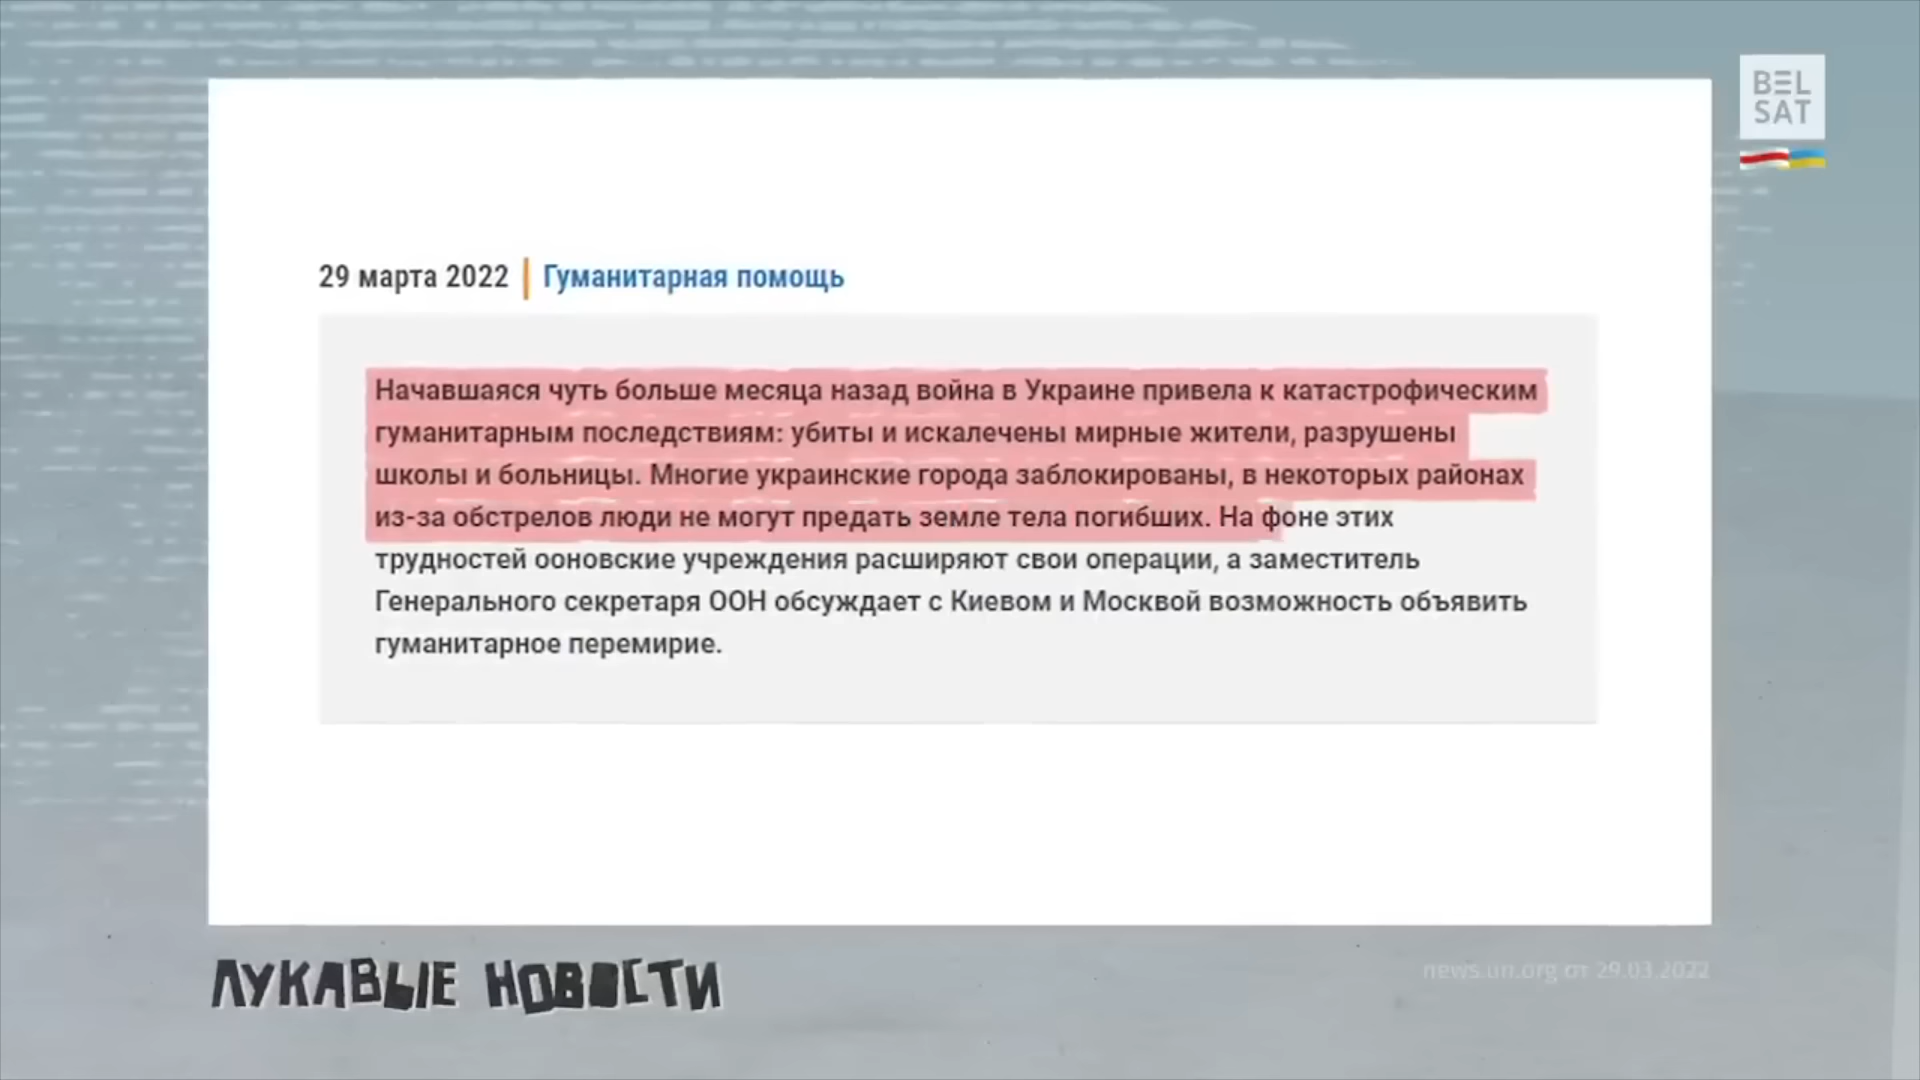 BEL
SAT
29 марта 2022 | Гуманитарная помощь
Начавшаяся чуть больше месяца назад война в Украине привела к катастрофическим
гуманитарным последствиям: убиты и искалечены мирные жители, разрушены
школы и больницы. Многие украинские города заблокированы, в некоторых районах
из-за обстрелов люди не могут предать земле тела погибших. На фоне этих
трудностей ооновские учреждения расширяют свои операции, а заместитель
Генерального секретаря ООН обсуждает с Киевом и Москвой возможность объявить
гуманитарное перемирие.
ЛУКАВЫЕ НОВОСТИ
news.un.org от 29.03.2022